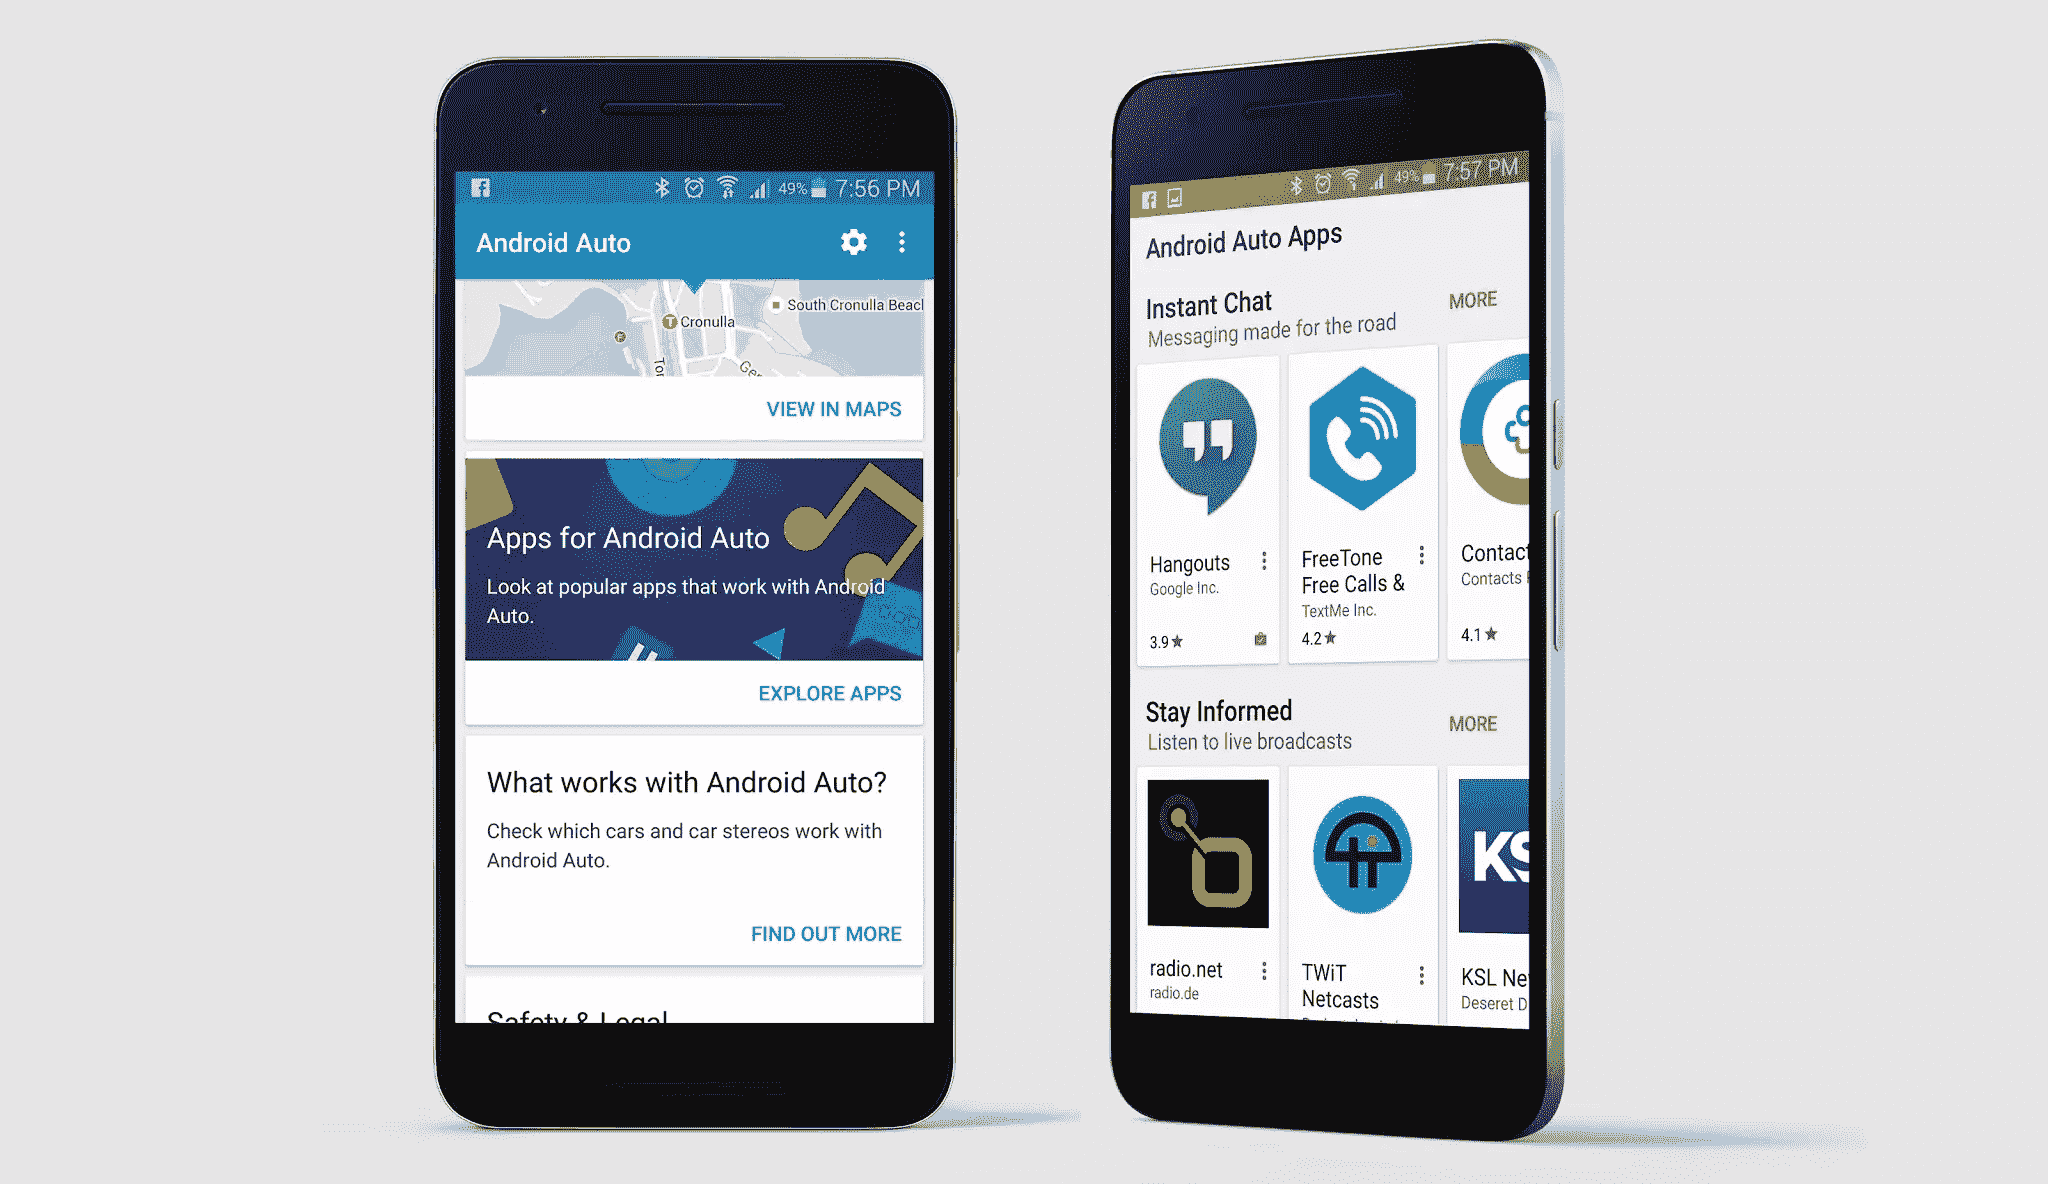 49% 7:56 PM
Android Auto
South Cronulla Beac
Cronulla
VIEW IN MAPS
Apps for Android Auto
Look at popular apps that work with Android
Auto.
EXPLORE APPS
What works with Android Auto?
Check which cars and car stereos work with
Android Auto.
FIND OUT MORE
Safety & Legal
49% 7:57 PM
Android Auto Apps
Instant Chat
MORE
Messaging made for the road
Hangouts
Google Inc.
3.9
FreeTone
Free Calls &
TextMe Inc.
4.2
Contact
Contacts
4.1
Stay Informed
MORE
Listen to live broadcasts
radio.net
radio.de
TWiT
Netcasts
KS
KSL Ne
Deseret D